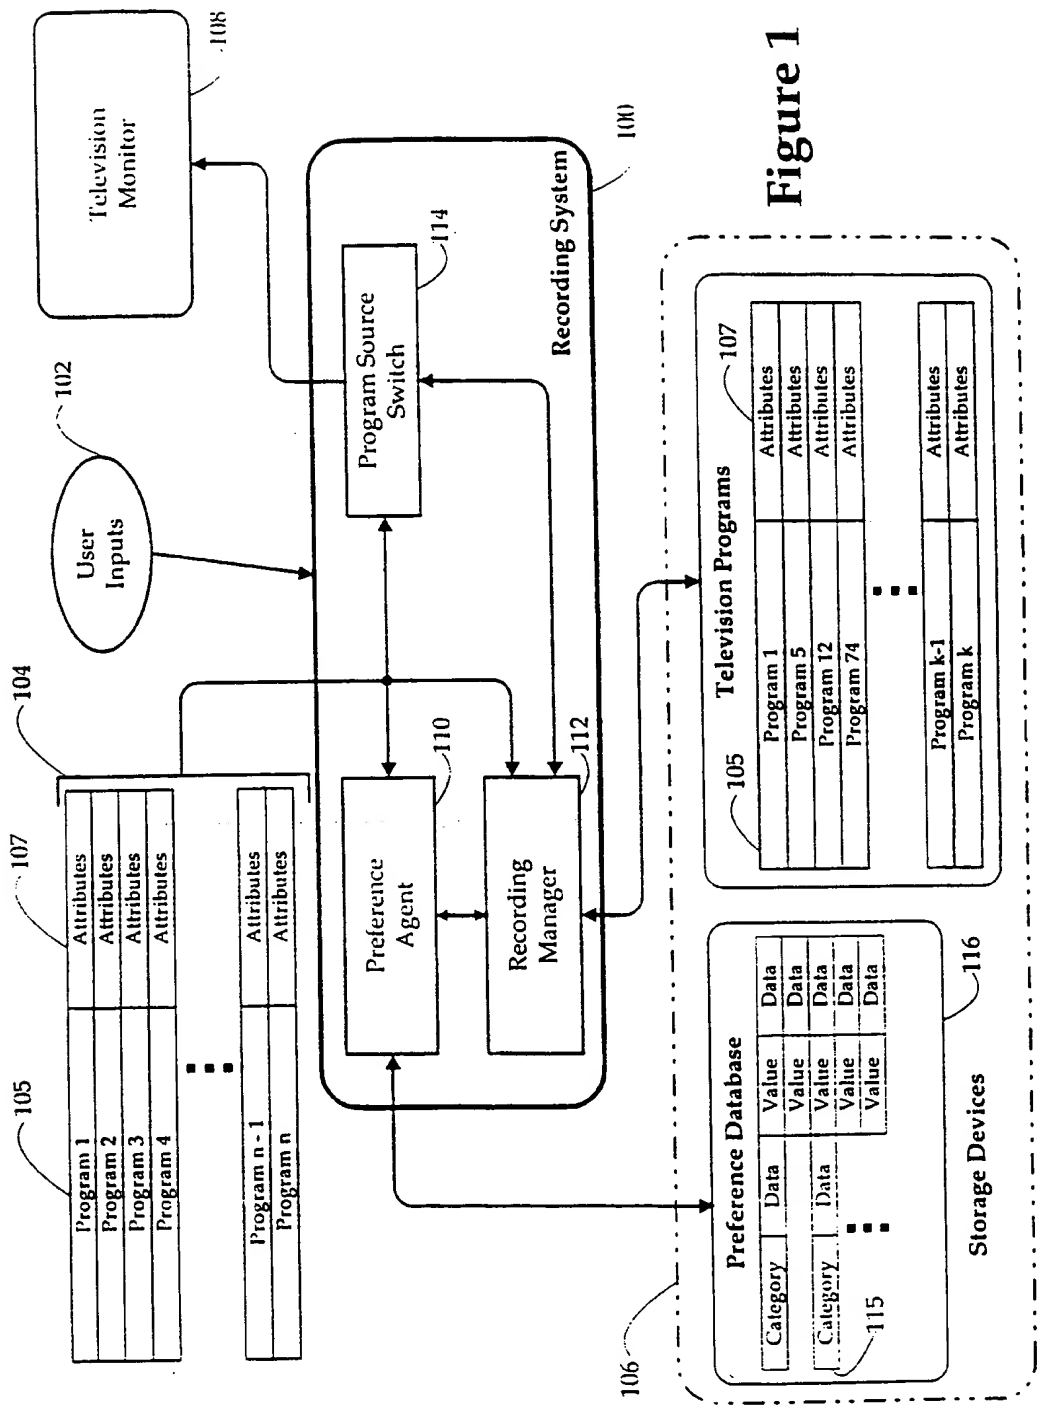 105
107
104
Program 1 Attributes
Program 2 Attributes
Program 3 Attributes
Program 4 Attributes
Program n - 1 Attributes
Program n Attributes
102
User
Inputs
Television
Monitor
108
Preference
Agent
110
Recording
Manager
112
Program Source
Switch
114
Recording System
100
106
Preference Database
Category Data Value Data
Value Data
Category Data Value Data
Value Data
Value Data
115
116
Storage Devices
Television Programs
105
107
Program 1 Attributes
Program 5 Attributes
Program 12 Attributes
Program 74 Attributes
Program k-1 Attributes
Program k Attributes
Figure 1